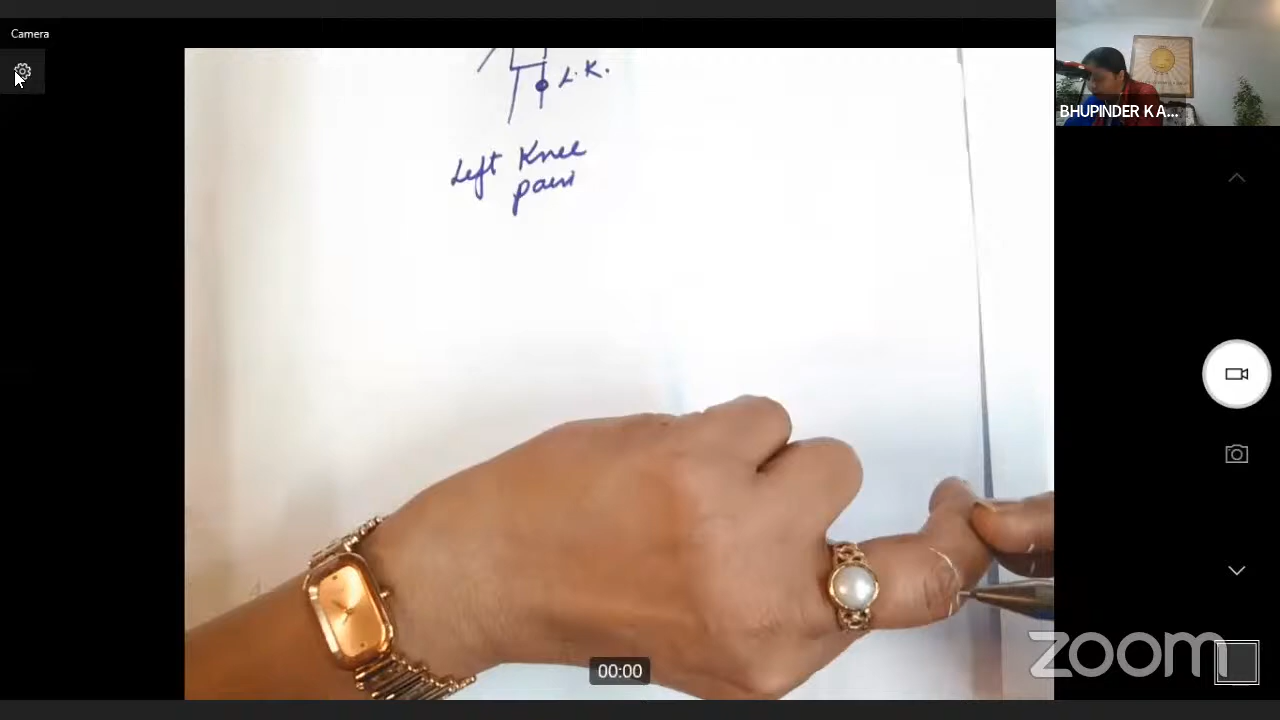 Camera
BHUPINDER K A...
L.K.
Left Knee
pain
00:00
zoom